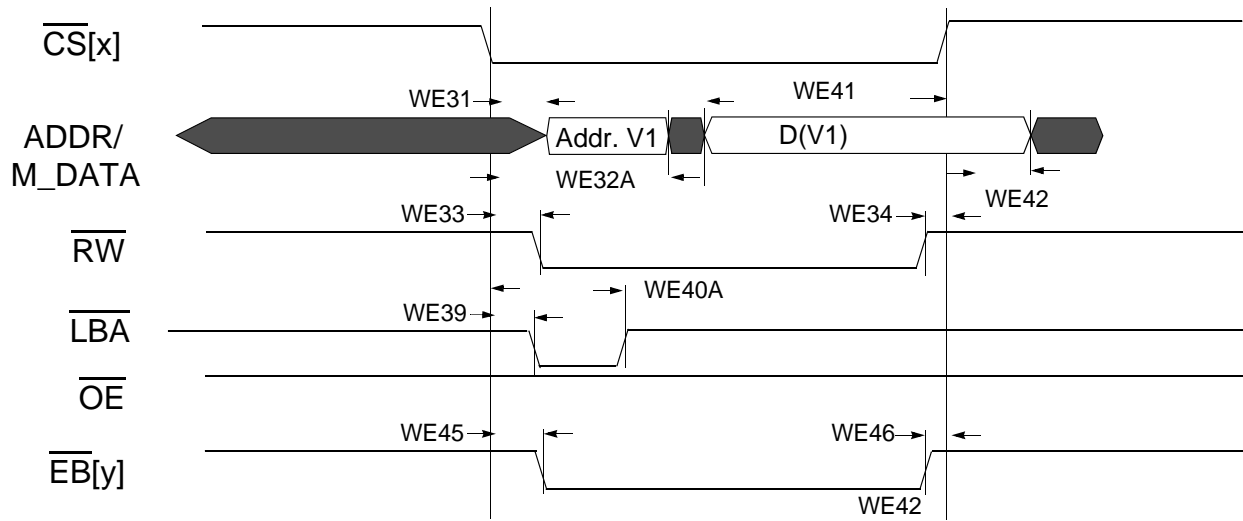 CS[x]
WE31
WE41
ADDR/
M_DATA
Addr. V1
D(V1)
WE32A
WE42
WE33
WE34
RW
WE40A
WE39
LBA
OE
WE45
WE46
EB[y]
WE42